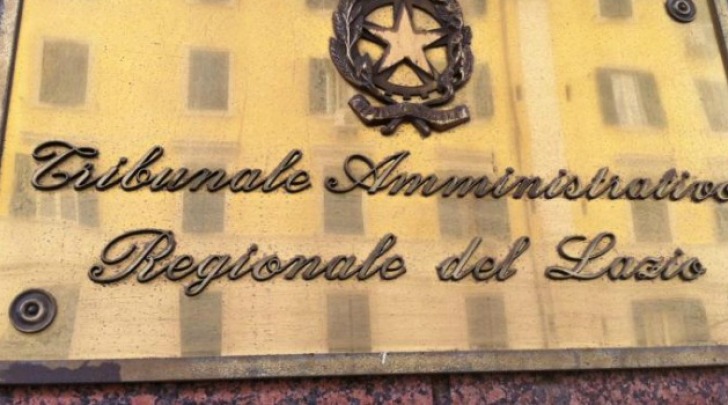 Tribunale Amministrativo
Regionale del Lazio